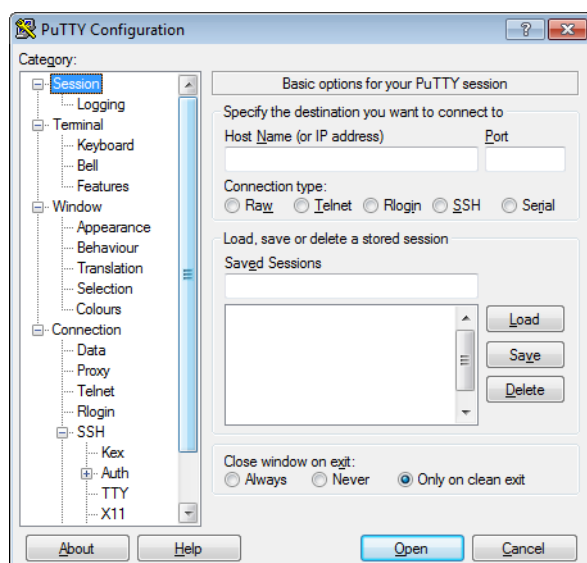 PuTTY Configuration
Category:
Session
Logging
Terminal
Keyboard
Bell
Features
Window
Appearance
Behaviour
Translation
Selection
Colours
Connection
Data
Proxy
Telnet
Rlogin
SSH
Kex
Auth
TTY
X11
Basic options for your PuTTY session
Specify the destination you want to connect to
Host Name (or IP address) Port
Connection type:
Raw Telnet Rlogin SSH Serial
Load, save or delete a stored session
Saved Sessions
Load
Save
Delete
Close window on exit:
Always Never Only on clean exit
About Help Open Cancel